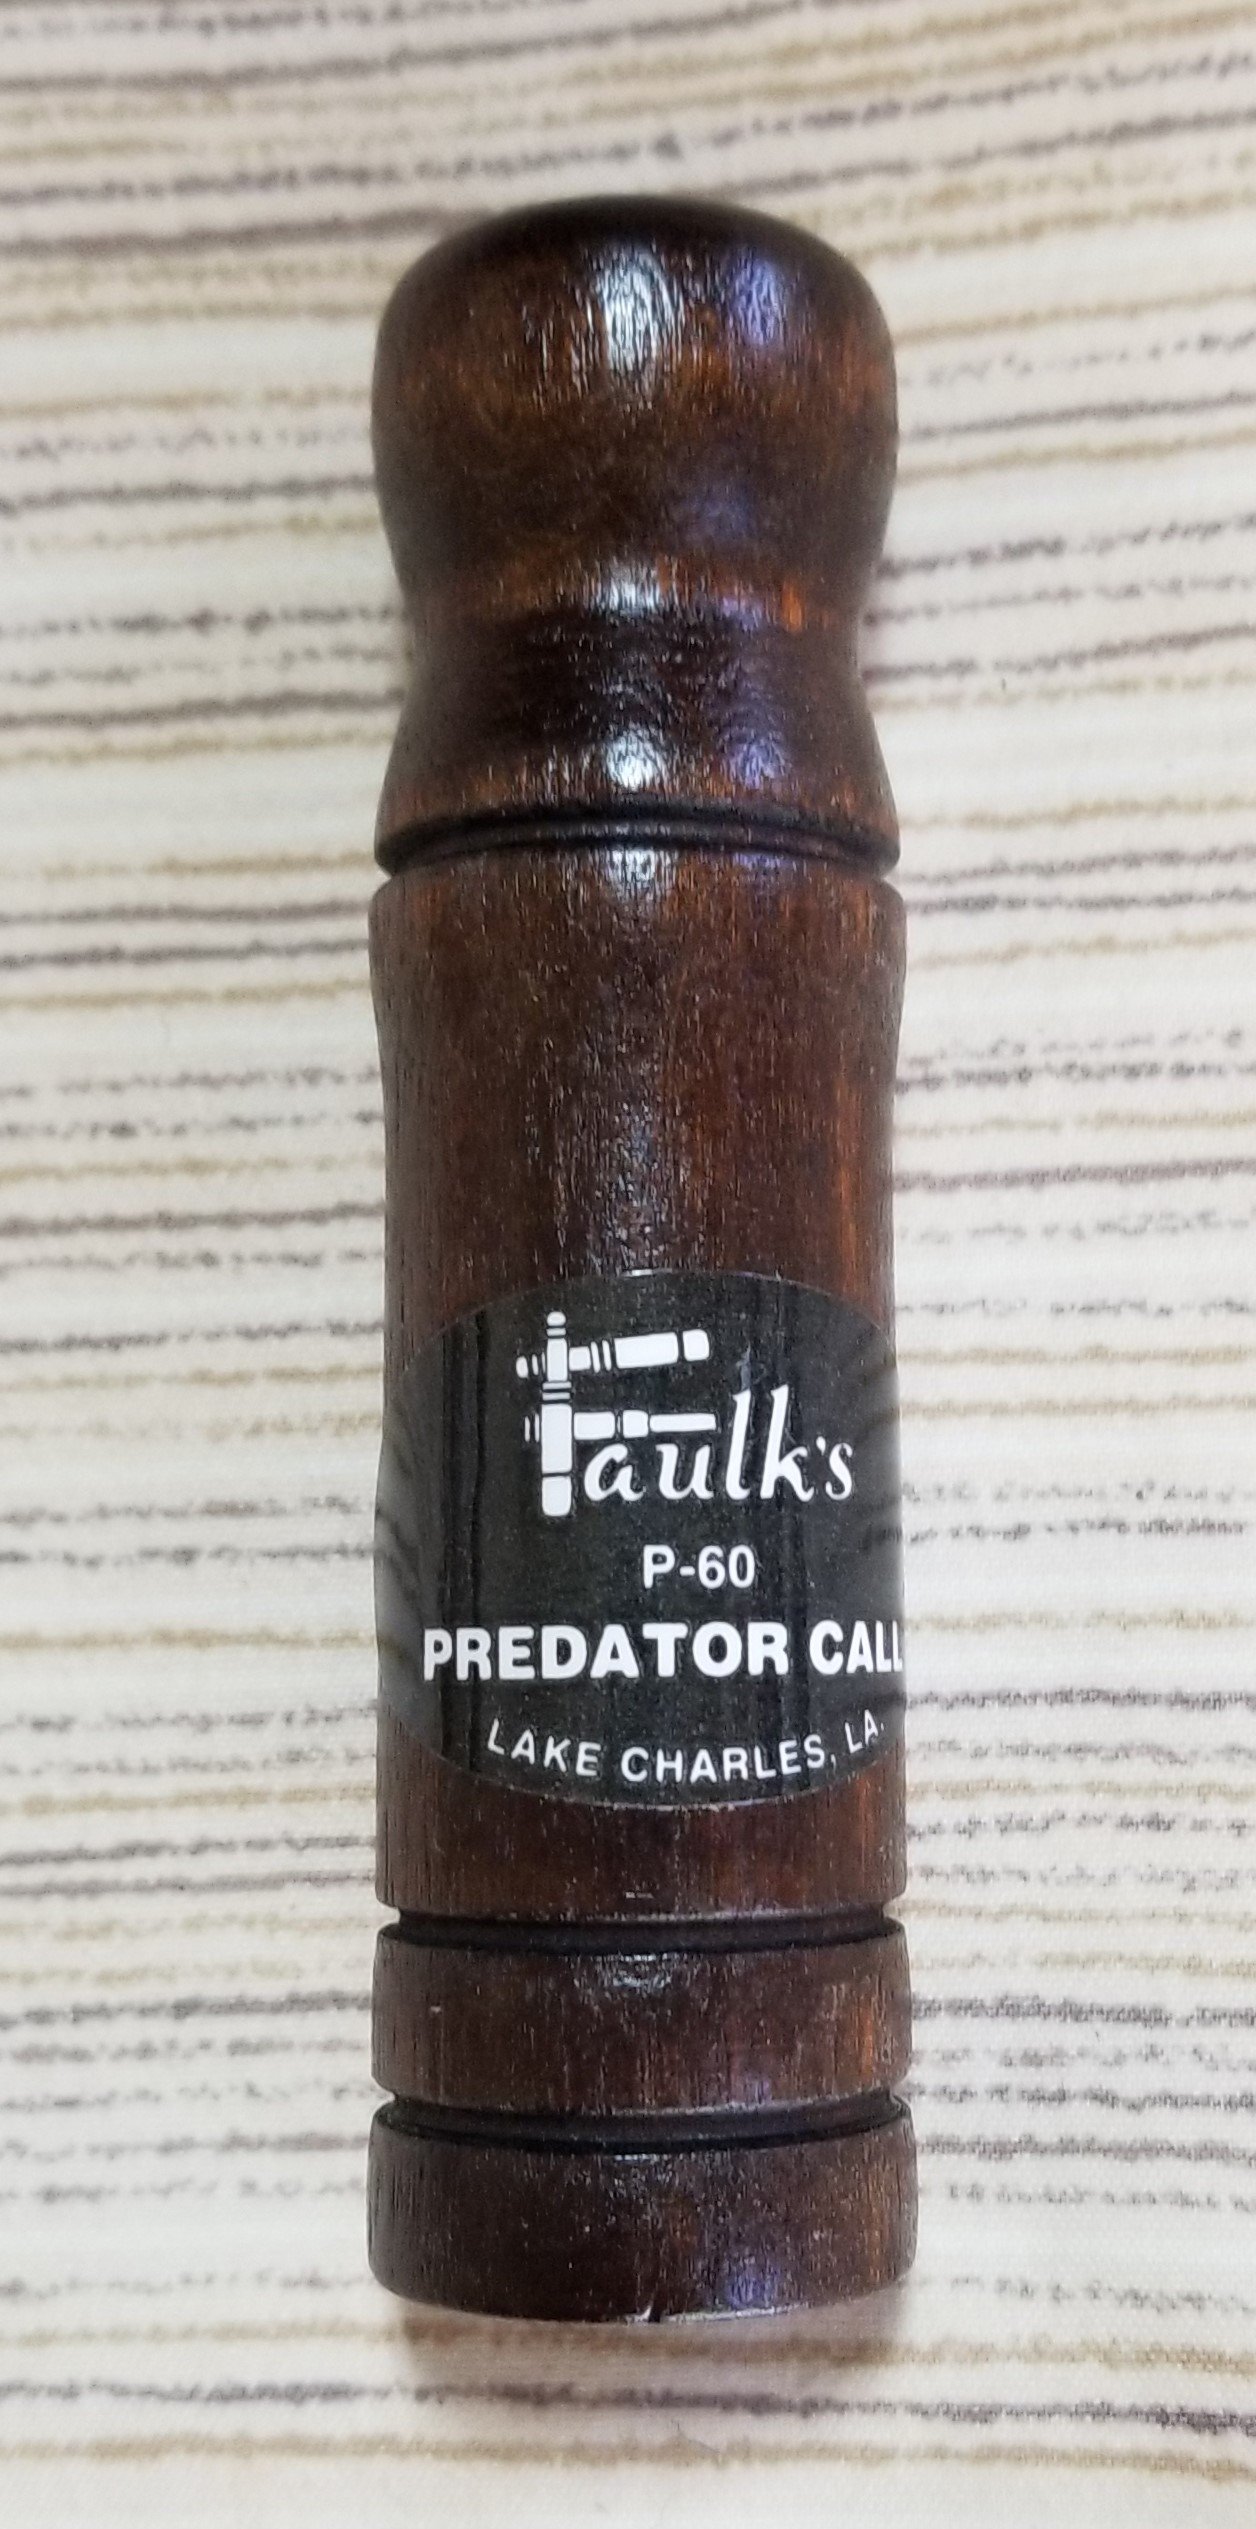 Faulk's
P-60
PREDATOR CALL
LAKE CHARLES, LA.